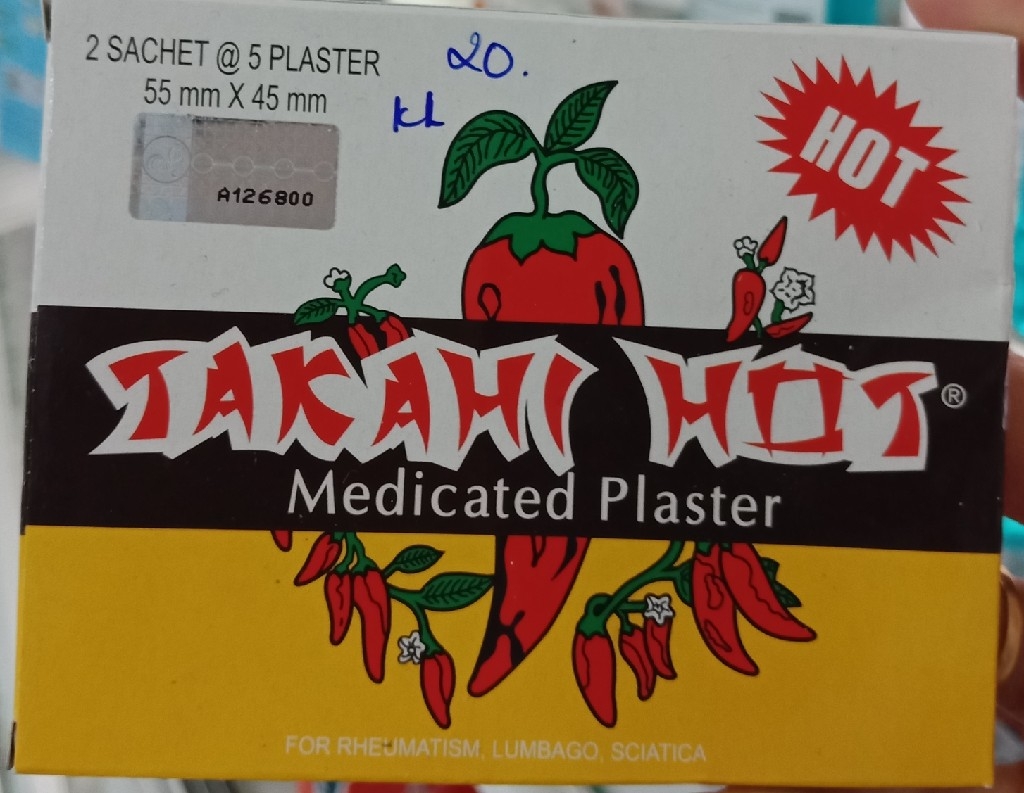 2 SACHET @ 5 PLASTER
55 mm X 45 mm
20.
kh
A126800
HOT
TAKAHI HOT®
Medicated Plaster
FOR RHEUMATISM, LUMBAGO, SCIATICA